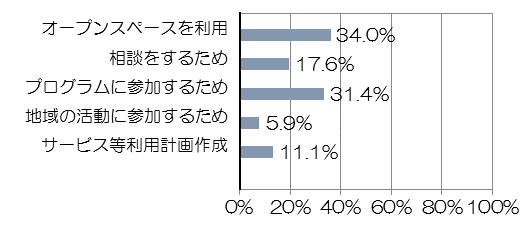 オープンスペースを利用 34.0%
相談をするため 17.6%
プログラムに参加するため 31.4%
地域の活動に参加するため 5.9%
サービス等利用計画作成 11.1%
0% 20% 40% 60% 80% 100%